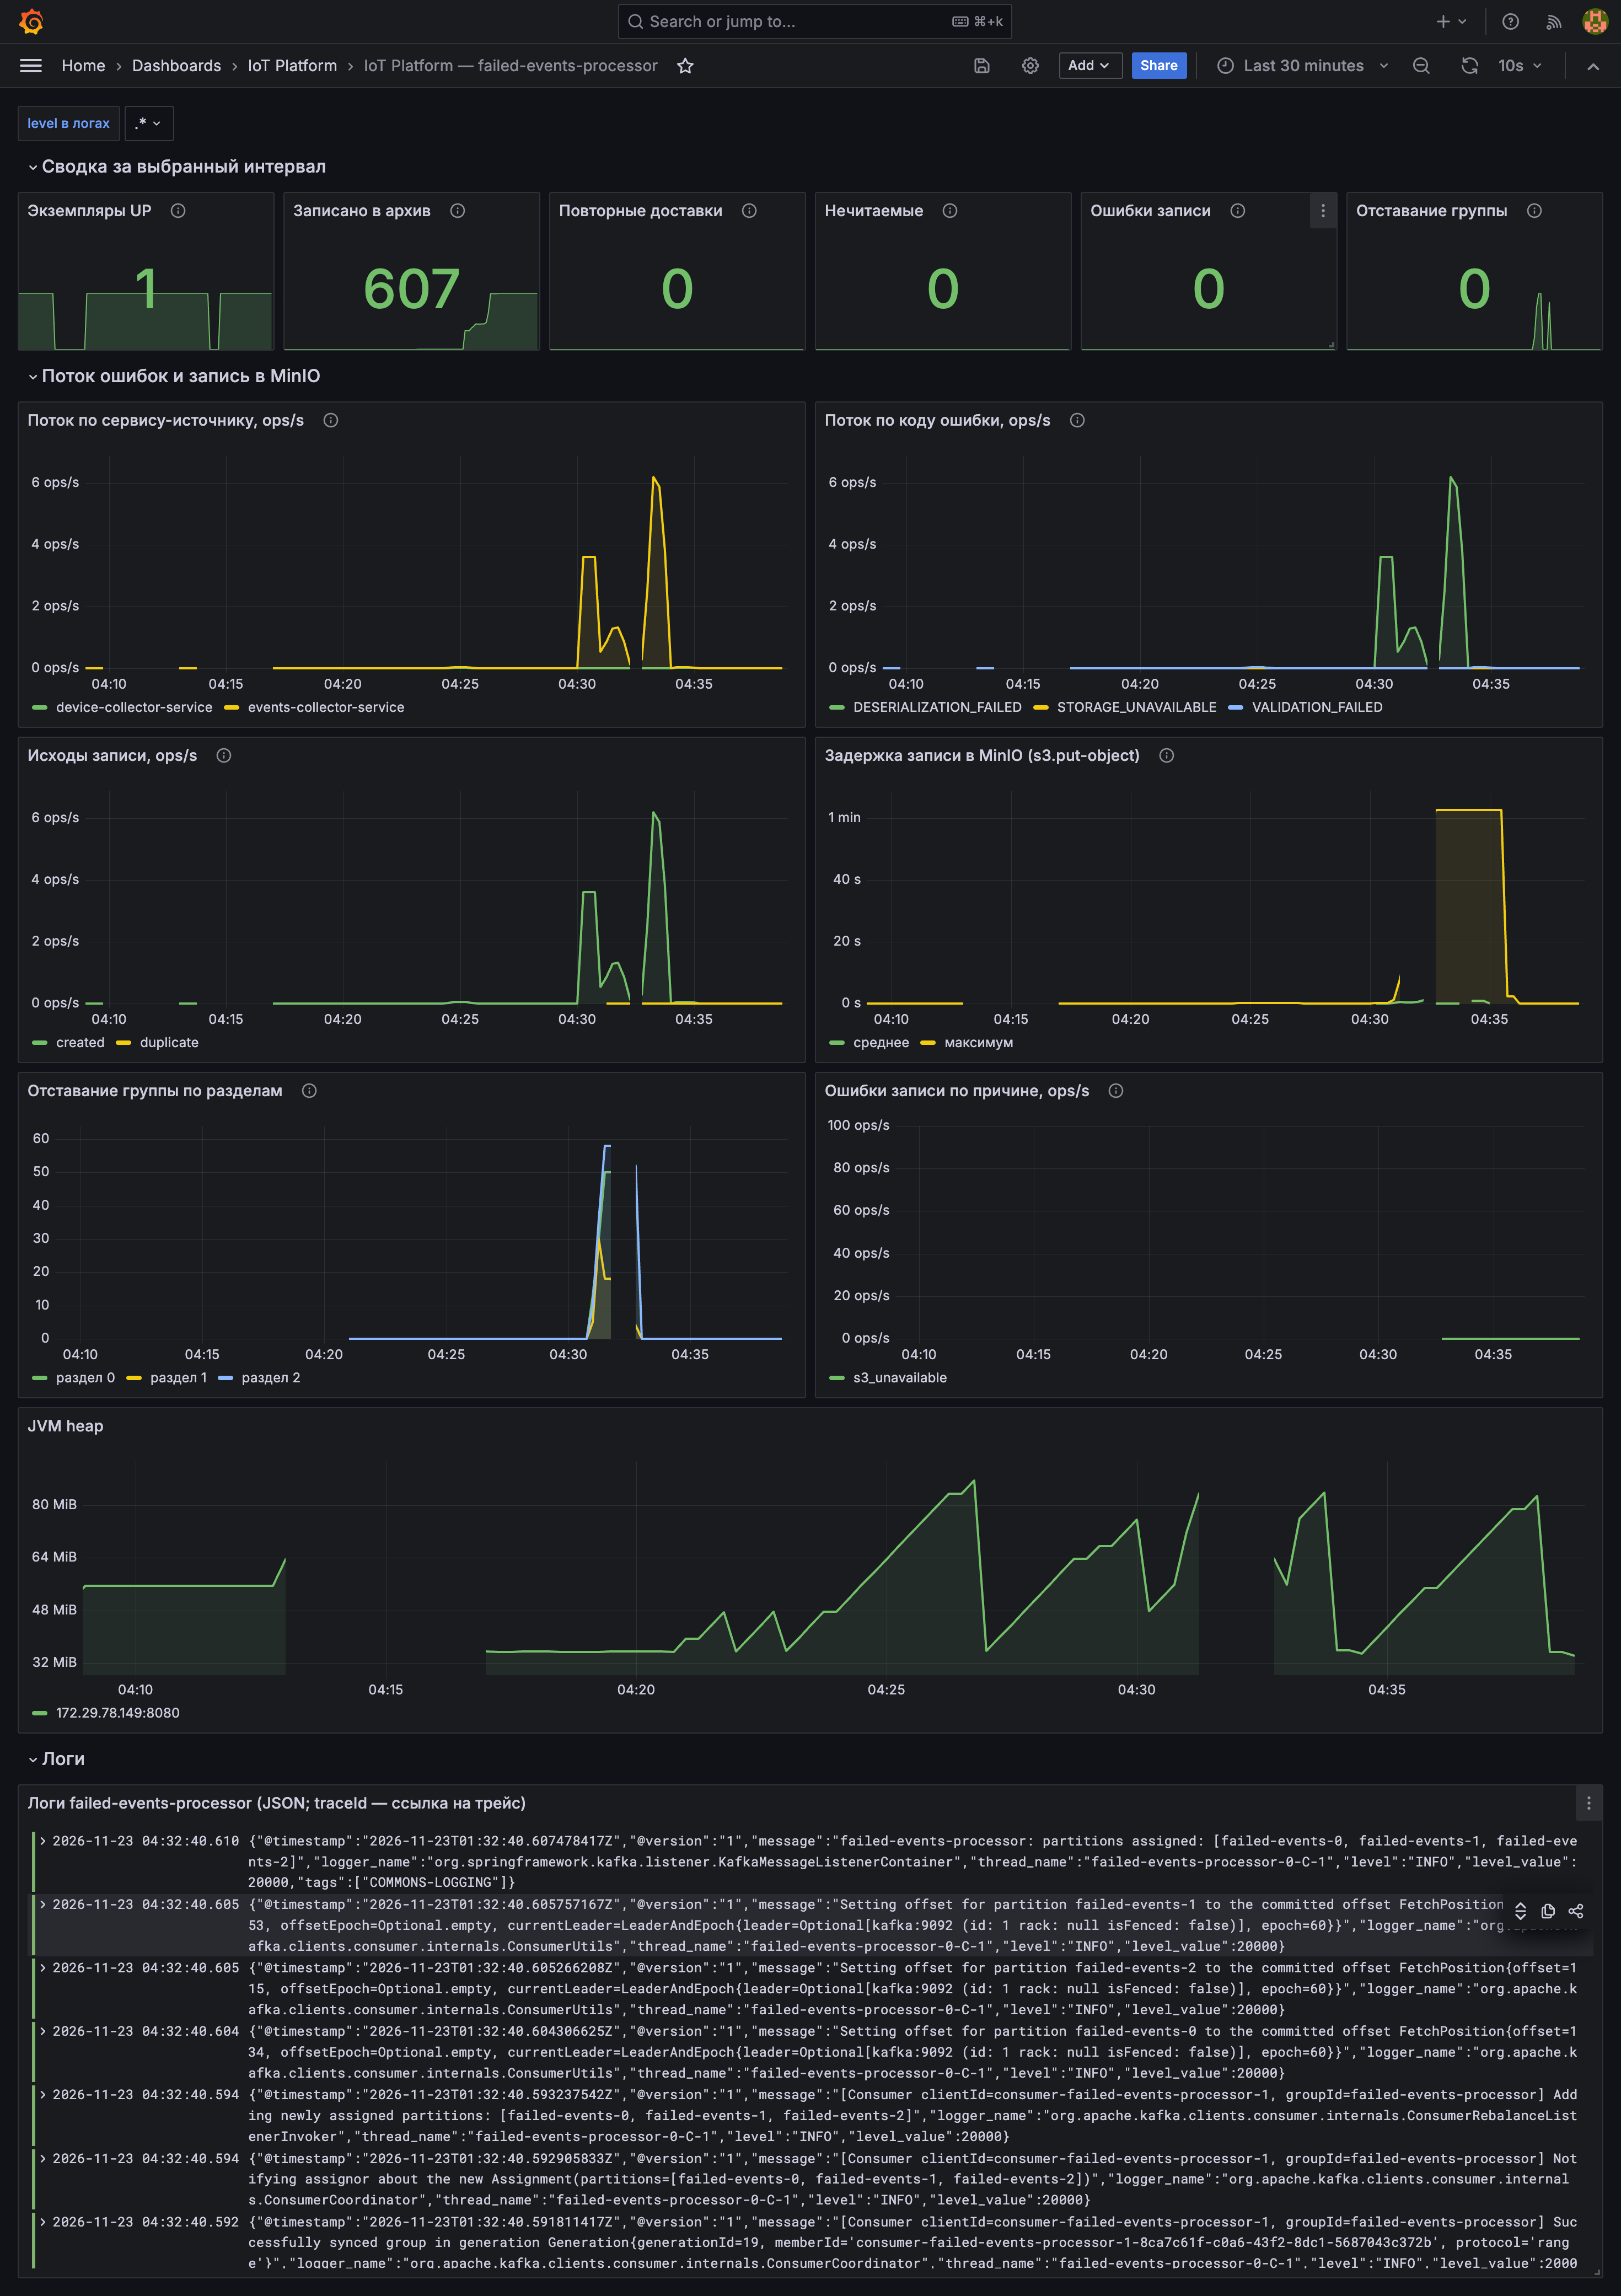 Search or jump to... ⌘+k
Home › Dashboards › IoT Platform › IoT Platform — failed-events-processor Add Share Last 30 minutes 10s
level в логах .*
Сводка за выбранный интервал
Экземпляры UP
1
Записано в архив
607
Повторные доставки
0
Нечитаемые
0
Ошибки записи
0
Отставание группы
0
Поток ошибок и запись в MinIO
Поток по сервису-источнику, ops/s
6 ops/s
4 ops/s
2 ops/s
0 ops/s
04:10 04:15 04:20 04:25 04:30 04:35
device-collector-service events-collector-service
Поток по коду ошибки, ops/s
6 ops/s
4 ops/s
2 ops/s
0 ops/s
04:10 04:15 04:20 04:25 04:30 04:35
DESERIALIZATION_FAILED STORAGE_UNAVAILABLE VALIDATION_FAILED
Исходы записи, ops/s
6 ops/s
4 ops/s
2 ops/s
0 ops/s
04:10 04:15 04:20 04:25 04:30 04:35
created duplicate
Задержка записи в MinIO (s3.put-object)
1 min
40 s
20 s
0 s
04:10 04:15 04:20 04:25 04:30 04:35
среднее максимум
Отставание группы по разделам
60
50
40
30
20
10
0
04:10 04:15 04:20 04:25 04:30 04:35
раздел 0 раздел 1 раздел 2
Ошибки записи по причине, ops/s
100 ops/s
80 ops/s
60 ops/s
40 ops/s
20 ops/s
0 ops/s
04:10 04:15 04:20 04:25 04:30 04:35
s3_unavailable
JVM heap
80 MiB
64 MiB
48 MiB
32 MiB
04:10 04:15 04:20 04:25 04:30 04:35
172.29.78.149:8080
Логи
Логи failed-events-processor (JSON; traceId — ссылка на трейс)
2026-11-23 04:32:40.610 {"@timestamp":"2026-11-23T01:32:40.607478417Z","@version":"1","message":"failed-events-processor: partitions assigned: [failed-events-0, failed-events-1, failed-eve
nts-2]","logger_name":"org.springframework.kafka.listener.KafkaMessageListenerContainer","thread_name":"failed-events-processor-0-C-1","level":"INFO","level_value":
20000,"tags":["COMMONS-LOGGING"]}
2026-11-23 04:32:40.605 {"@timestamp":"2026-11-23T01:32:40.605757167Z","@version":"1","message":"Setting offset for partition failed-events-1 to the committed offset FetchPosition
53, offsetEpoch=Optional.empty, currentLeader=LeaderAndEpoch{leader=Optional[kafka:9092 (id: 1 rack: null isFenced: false)], epoch=60}}","logger_name":"org
afka.clients.consumer.internals.ConsumerUtils","thread_name":"failed-events-processor-0-C-1","level":"INFO","level_value":20000}
2026-11-23 04:32:40.605 {"@timestamp":"2026-11-23T01:32:40.605266208Z","@version":"1","message":"Setting offset for partition failed-events-2 to the committed offset FetchPosition{offset=1
15, offsetEpoch=Optional.empty, currentLeader=LeaderAndEpoch{leader=Optional[kafka:9092 (id: 1 rack: null isFenced: false)], epoch=60}}","logger_name":"org.apache.k
afka.clients.consumer.internals.ConsumerUtils","thread_name":"failed-events-processor-0-C-1","level":"INFO","level_value":20000}
2026-11-23 04:32:40.604 {"@timestamp":"2026-11-23T01:32:40.604306625Z","@version":"1","message":"Setting offset for partition failed-events-0 to the committed offset FetchPosition{offset=1
34, offsetEpoch=Optional.empty, currentLeader=LeaderAndEpoch{leader=Optional[kafka:9092 (id: 1 rack: null isFenced: false)], epoch=60}}","logger_name":"org.apache.k
afka.clients.consumer.internals.ConsumerUtils","thread_name":"failed-events-processor-0-C-1","level":"INFO","level_value":20000}
2026-11-23 04:32:40.594 {"@timestamp":"2026-11-23T01:32:40.593237542Z","@version":"1","message":"[Consumer clientId=consumer-failed-events-processor-1, groupId=failed-events-processor] Add
ing newly assigned partitions: [failed-events-0, failed-events-1, failed-events-2]","logger_name":"org.apache.kafka.clients.consumer.internals.ConsumerRebalanceList
enerInvoker","thread_name":"failed-events-processor-0-C-1","level":"INFO","level_value":20000}
2026-11-23 04:32:40.594 {"@timestamp":"2026-11-23T01:32:40.592905833Z","@version":"1","message":"[Consumer clientId=consumer-failed-events-processor-1, groupId=failed-events-processor] Not
ifying assignor about the new Assignment(partitions=[failed-events-0, failed-events-1, failed-events-2])","logger_name":"org.apache.kafka.clients.consumer.internal
s.ConsumerCoordinator","thread_name":"failed-events-processor-0-C-1","level":"INFO","level_value":20000}
2026-11-23 04:32:40.592 {"@timestamp":"2026-11-23T01:32:40.591811417Z","@version":"1","message":"[Consumer clientId=consumer-failed-events-processor-1, groupId=failed-events-processor] Suc
cessfully synced group in generation Generation{generationId=19, memberId='consumer-failed-events-processor-1-8ca7c61f-c0a6-43f2-8dc1-5687043c372b', protocol='rang
e'}","logger_name":"org.apache.kafka.clients.consumer.internals.ConsumerCoordinator","thread_name":"failed-events-processor-0-C-1","level":"INFO","level_value":2000